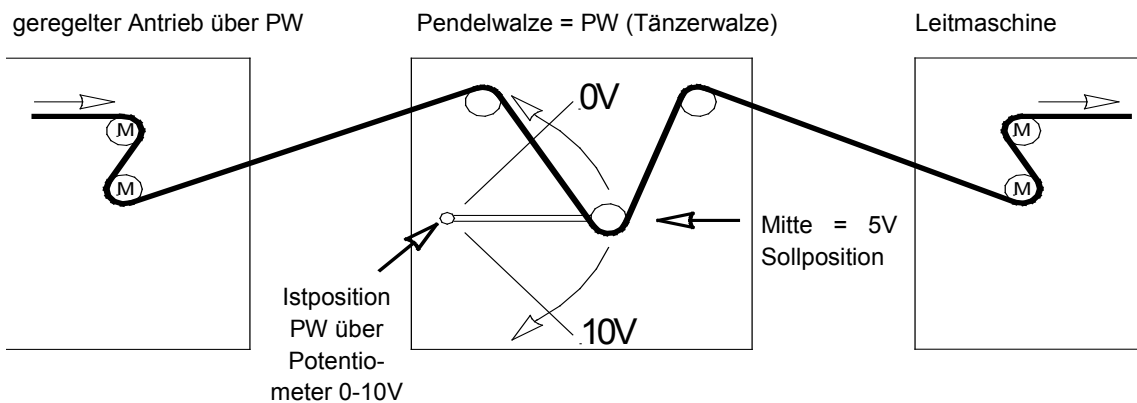 geregelter Antrieb über PW
Pendelwalze = PW (Tänzerwalze)
Leitmaschine
0V
M
M
M
M
Mitte = 5V
Sollposition
Istposition
PW über
Potentio-
meter 0-10V
10V